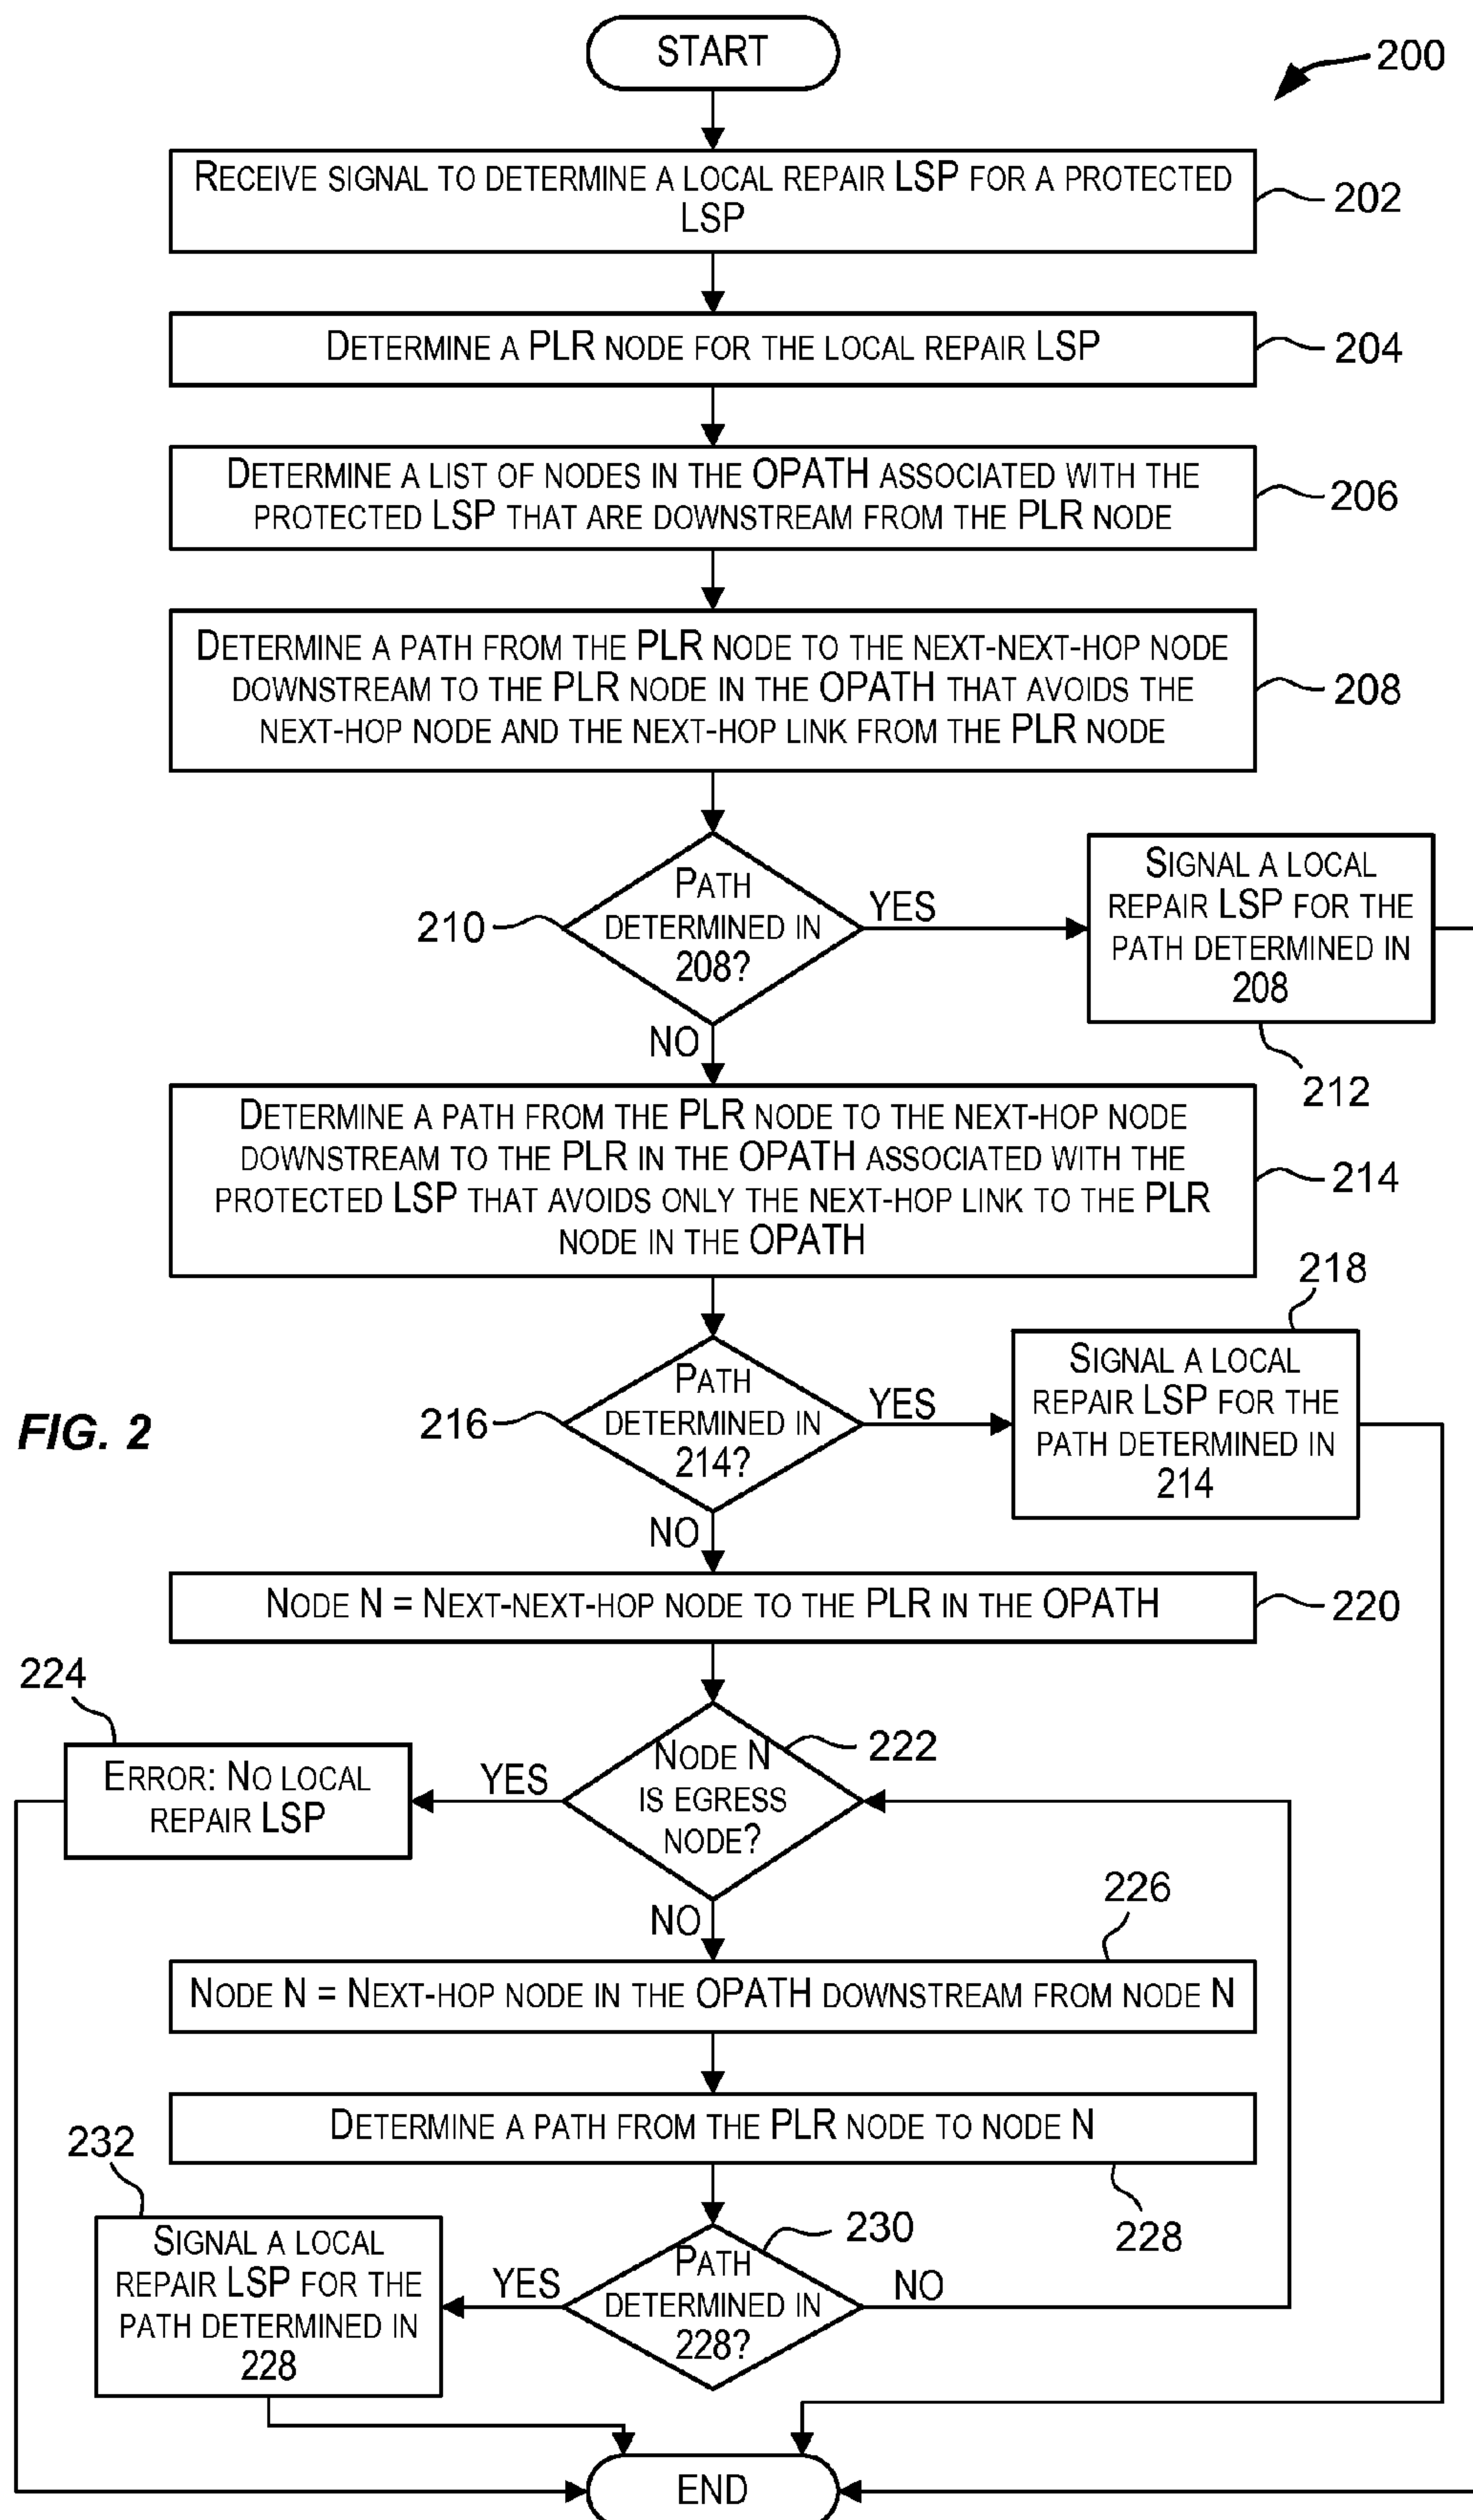 START
200
RECEIVE SIGNAL TO DETERMINE A LOCAL REPAIR LSP FOR A PROTECTED
LSP
202
DETERMINE A PLR NODE FOR THE LOCAL REPAIR LSP
204
DETERMINE A LIST OF NODES IN THE OPATH ASSOCIATED WITH THE
PROTECTED LSP THAT ARE DOWNSTREAM FROM THE PLR NODE
206
DETERMINE A PATH FROM THE PLR NODE TO THE NEXT-NEXT-HOP NODE
DOWNSTREAM TO THE PLR NODE IN THE OPATH THAT AVOIDS THE
NEXT-HOP NODE AND THE NEXT-HOP LINK FROM THE PLR NODE
208
PATH
DETERMINED IN
208?
210
YES
SIGNAL A LOCAL
REPAIR LSP FOR THE
PATH DETERMINED IN
208
212
NO
DETERMINE A PATH FROM THE PLR NODE TO THE NEXT-HOP NODE
DOWNSTREAM TO THE PLR IN THE OPATH ASSOCIATED WITH THE
PROTECTED LSP THAT AVOIDS ONLY THE NEXT-HOP LINK TO THE PLR
NODE IN THE OPATH
214
218
PATH
DETERMINED IN
214?
216
YES
SIGNAL A LOCAL
REPAIR LSP FOR THE
PATH DETERMINED IN
214
FIG. 2
NO
NODE N = NEXT-NEXT-HOP NODE TO THE PLR IN THE OPATH
220
224
NODE N
IS EGRESS
NODE?
222
YES
ERROR: NO LOCAL
REPAIR LSP
NO
226
NODE N = NEXT-HOP NODE IN THE OPATH DOWNSTREAM FROM NODE N
DETERMINE A PATH FROM THE PLR NODE TO NODE N
228
232
PATH
DETERMINED IN
228?
230
YES
NO
SIGNAL A LOCAL
REPAIR LSP FOR THE
PATH DETERMINED IN
228
END